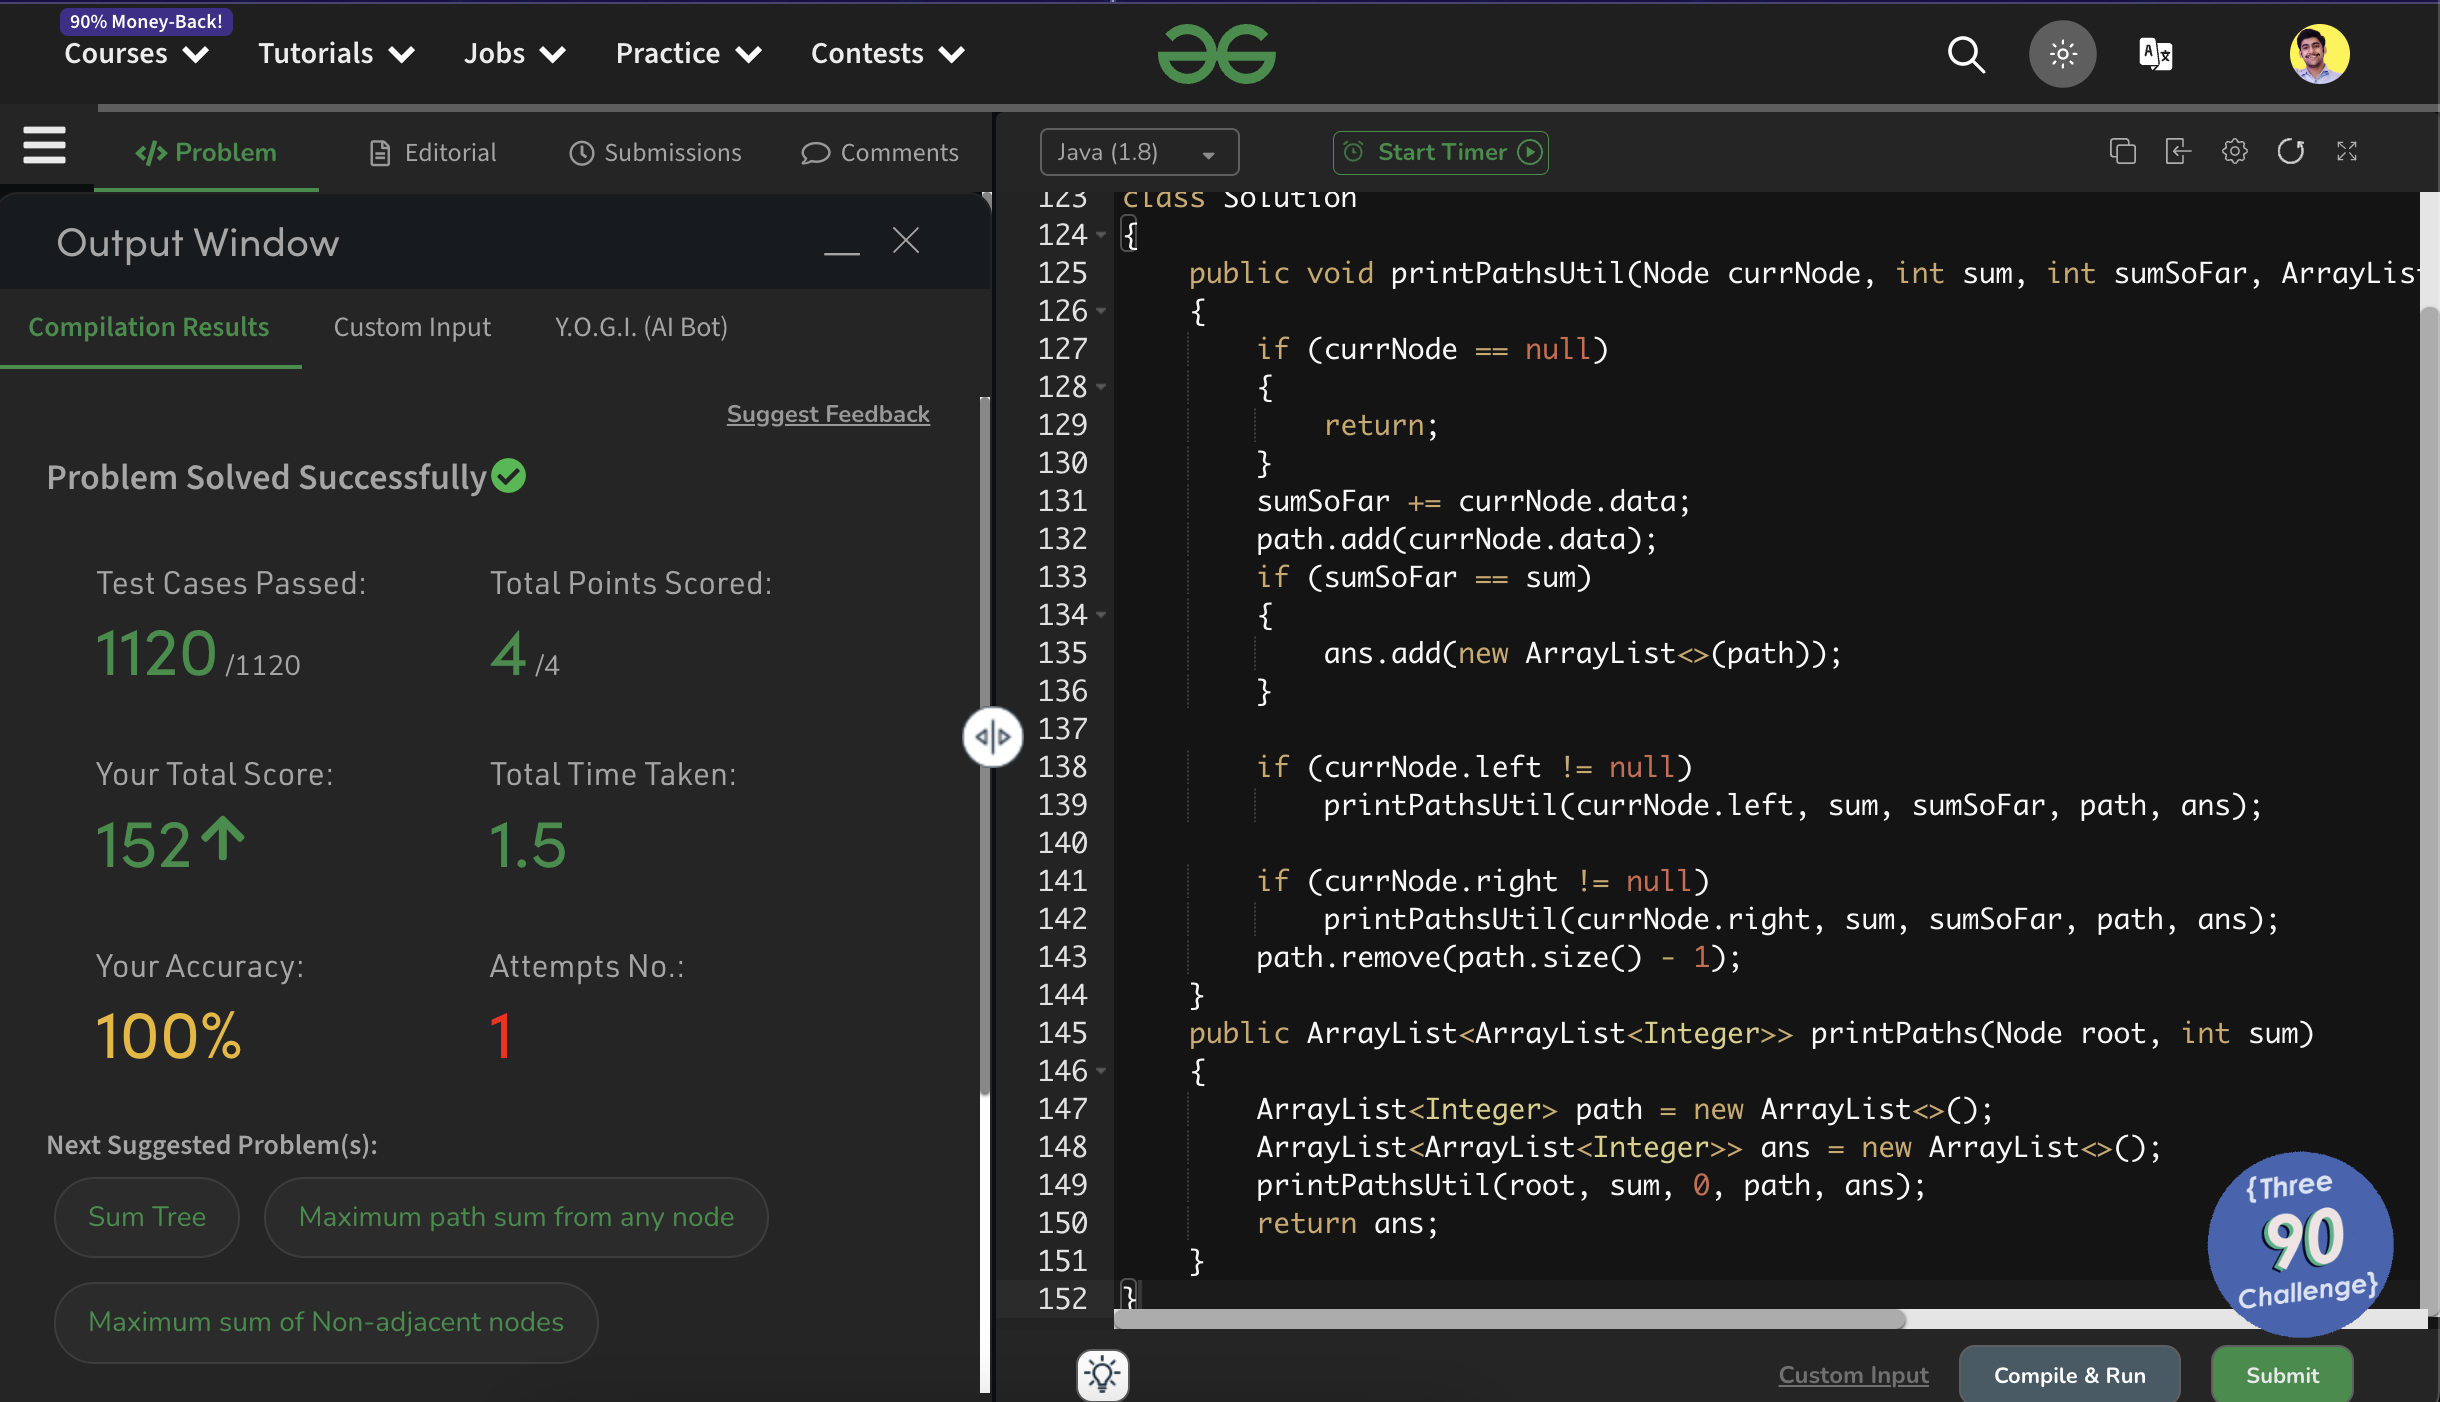 90% Money-Back!
Courses Tutorials Jobs Practice Contests
Problem Editorial Submissions Comments
Output Window
Compilation Results Custom Input Y.O.G.I. (AI Bot)
Suggest Feedback
Problem Solved Successfully
Test Cases Passed: Total Points Scored:
1120 /1120 4 /4
Your Total Score: Total Time Taken:
152 1.5
Your Accuracy: Attempts No.:
100% 1
Next Suggested Problem(s):
Sum Tree Maximum path sum from any node
Maximum sum of Non-adjacent nodes
Java (1.8) Start Timer
123 class Solution
124 {
125     public void printPathsUtil(Node currNode, int sum, int sumSoFar, ArrayList
126     {
127         if (currNode == null)
128         {
129             return;
130         }
131         sumSoFar += currNode.data;
132         path.add(currNode.data);
133         if (sumSoFar == sum)
134         {
135             ans.add(new ArrayList<>(path));
136         }
137
138         if (currNode.left != null)
139             printPathsUtil(currNode.left, sum, sumSoFar, path, ans);
140
141         if (currNode.right != null)
142             printPathsUtil(currNode.right, sum, sumSoFar, path, ans);
143         path.remove(path.size() - 1);
144     }
145     public ArrayList<ArrayList<Integer>> printPaths(Node root, int sum)
146     {
147         ArrayList<Integer> path = new ArrayList<>();
148         ArrayList<ArrayList<Integer>> ans = new ArrayList<>();
149         printPathsUtil(root, sum, 0, path, ans);
150         return ans;
151     }
152 }
{Three
90
Challenge}
Custom Input Compile & Run Submit